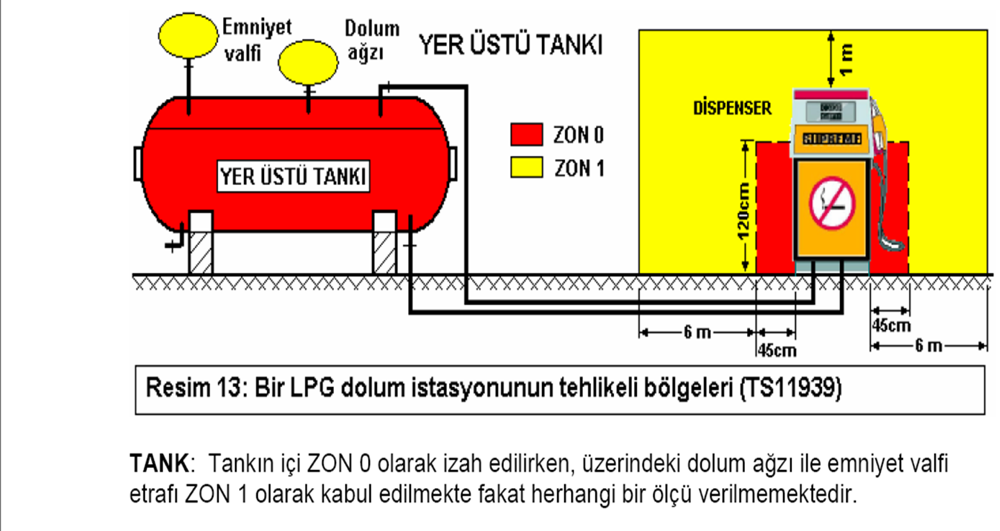 Emniyet
valfi
Dolum
ağzı
YER ÜSTÜ TANKI
1 m
DİSPENSER
SUPREME
ZON 0
ZON 1
YER ÜSTÜ TANKI
120cm
6 m
45cm
45cm
6 m
Resim 13: Bir LPG dolum istasyonunun tehlikeli bölgeleri (TS11939)
TANK: Tankın içi ZON 0 olarak izah edilirken, üzerindeki dolum ağzı ile emniyet valfi
etrafı ZON 1 olarak kabul edilmekte fakat herhangi bir ölçü verilmemektedir.